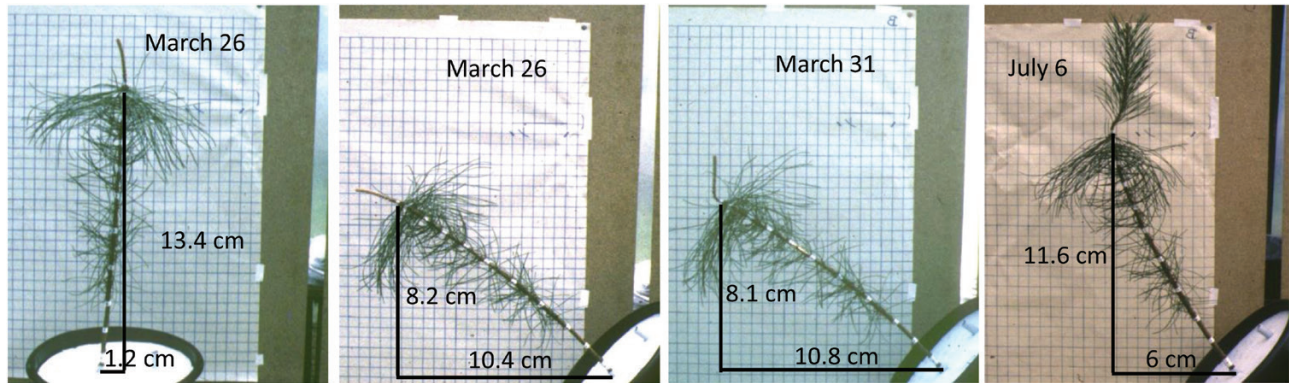 March 26
13.4 cm
1.2 cm
March 26
8.2 cm
10.4 cm
March 31
8.1 cm
10.8 cm
July 6
11.6 cm
6 cm